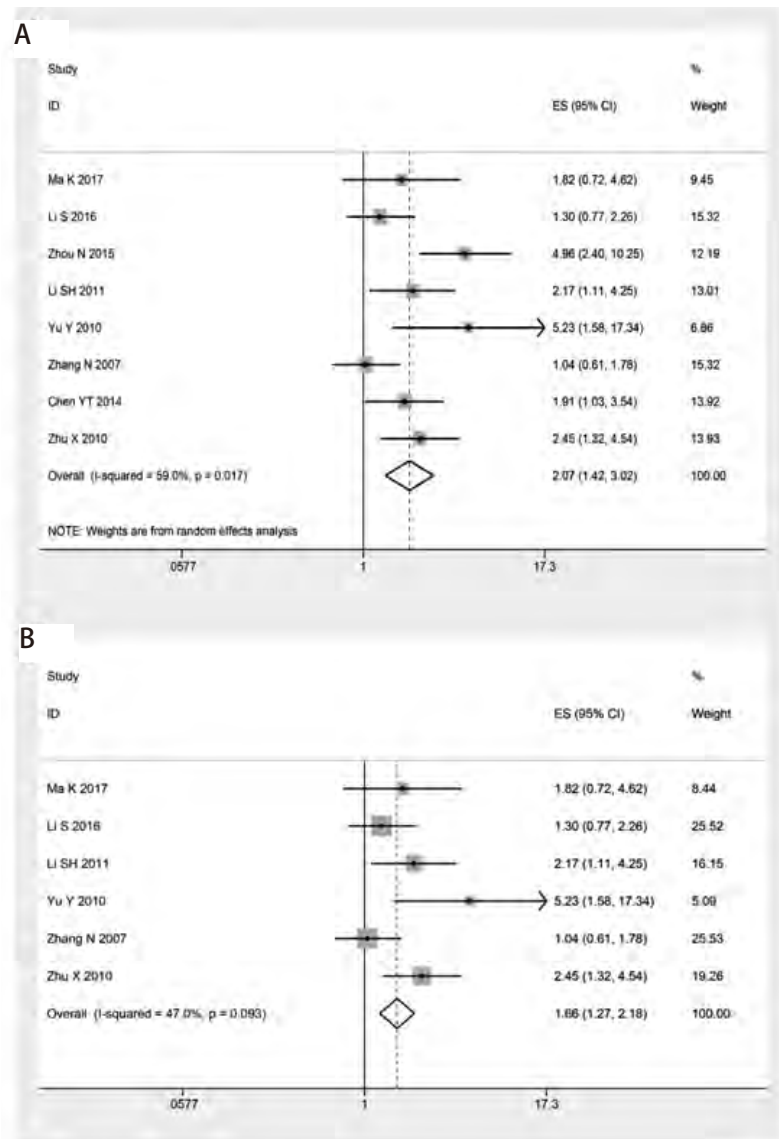 A
Study %
ID ES (95% CI) Weight
Ma K 2017 1.82 (0.72, 4.62) 9.45
Li S 2016 1.30 (0.77, 2.26) 15.32
Zhou N 2015 4.96 (2.40, 10.25) 12.19
Li SH 2011 2.17 (1.11, 4.25) 13.01
Yu Y 2010 5.23 (1.58, 17.34) 6.86
Zhang N 2007 1.04 (0.61, 1.78) 15.32
Chen YT 2014 1.91 (1.03, 3.54) 13.92
Zhu X 2010 2.45 (1.32, 4.54) 13.93
Overall (I-squared = 59.0%, p = 0.017) 2.07 (1.42, 3.02) 100.00
NOTE: Weights are from random effects analysis
.0577 1 17.3
B
Study %
ID ES (95% CI) Weight
Ma K 2017 1.82 (0.72, 4.62) 8.44
Li S 2016 1.30 (0.77, 2.26) 25.52
Li SH 2011 2.17 (1.11, 4.25) 16.15
Yu Y 2010 5.23 (1.58, 17.34) 5.09
Zhang N 2007 1.04 (0.61, 1.78) 25.53
Zhu X 2010 2.45 (1.32, 4.54) 19.26
Overall (I-squared = 47.0%, p = 0.093) 1.66 (1.27, 2.18) 100.00
.0577 1 17.3